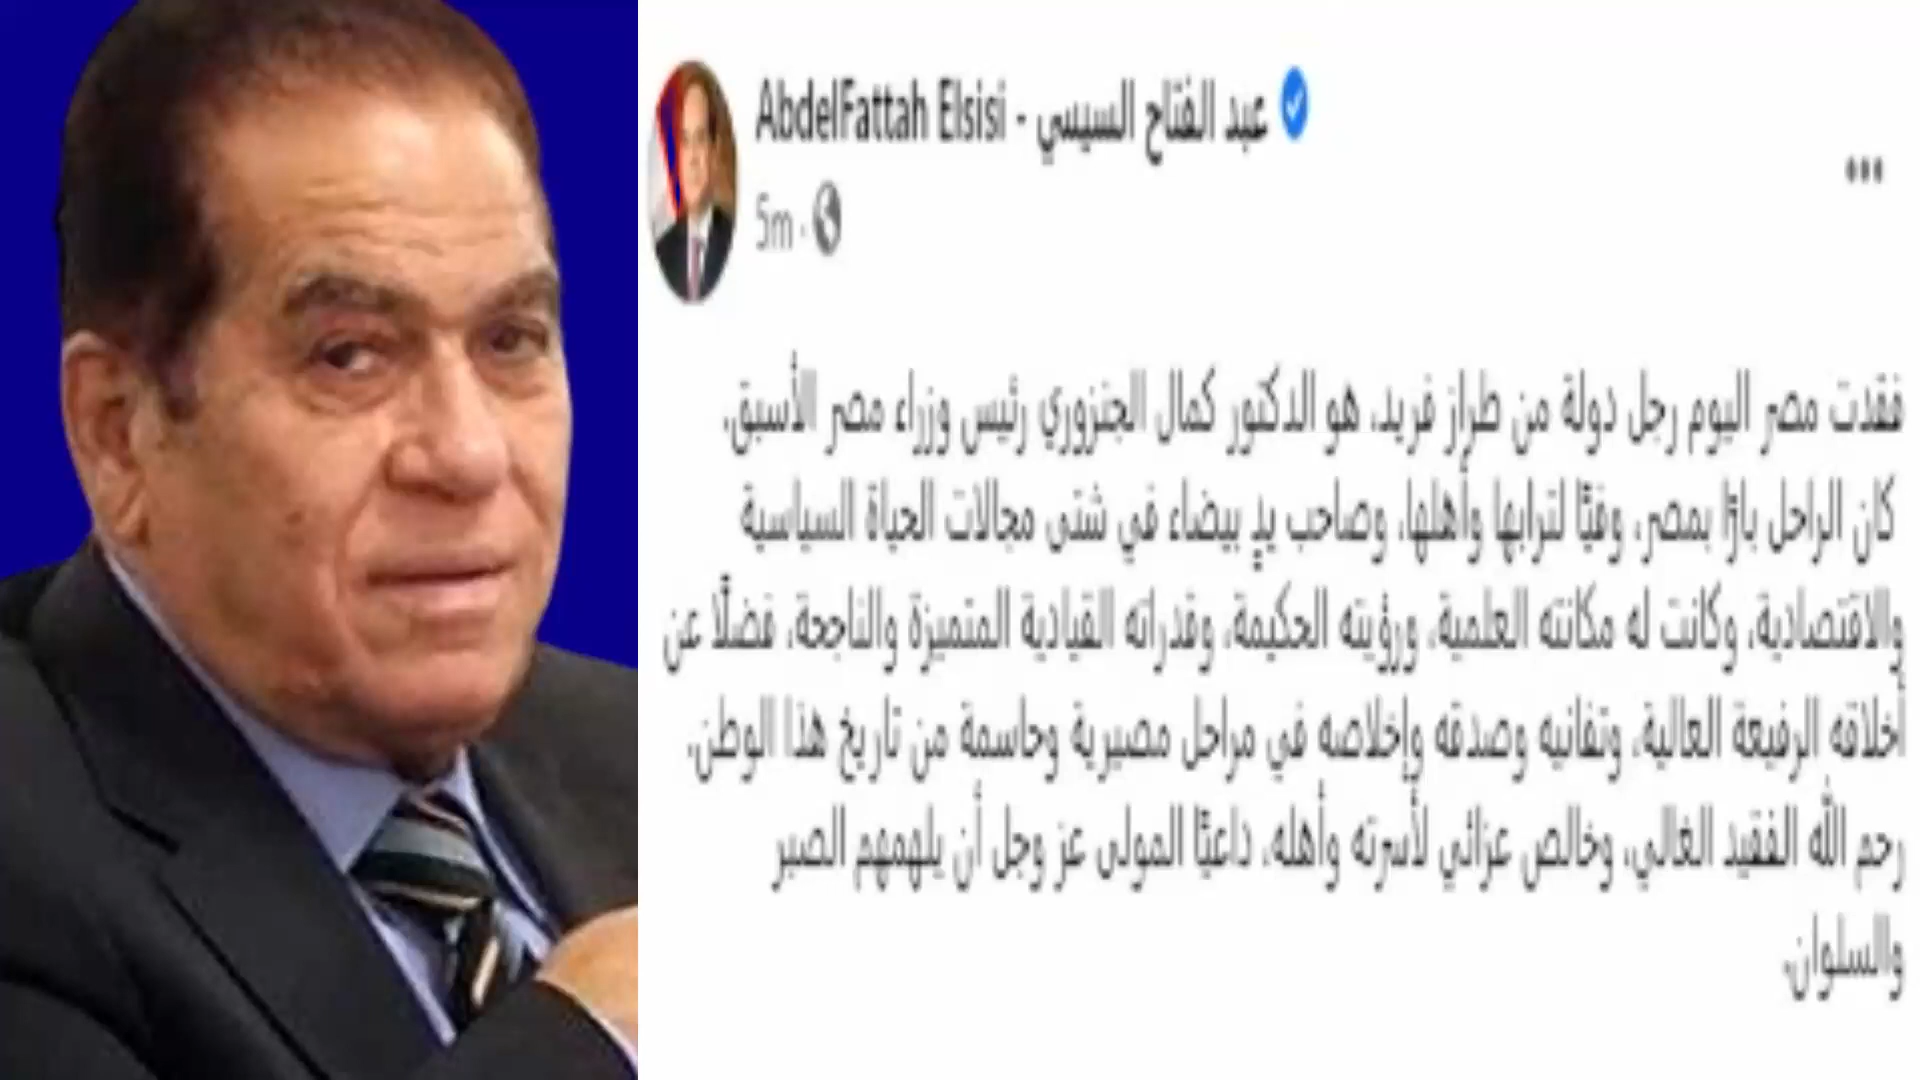 AbdelFattah Elsisi - عبد الفتاح السيسي
5m
فقدت مصر اليوم رجل دولة من طراز فريد، هو الدكتور كمال الجنزوري رئيس وزراء مصر الأسبق،
كان الراحل بارًا بمصر، وفيًا لترابها وأهلها، وصاحب يدٍ بيضاء في شتى مجالات الحياة السياسية
والاقتصادية، وكانت له مكانته العلمية، ورؤيته الحكيمة، وقدراته القيادية المتميزة والناجحة، فضلًا عن
أخلاقه الرفيعة العالية، وتفانيه وصدقه وإخلاصه في مراحل مصيرية وحاسمة من تاريخ هذا الوطن،
رحم الله الفقيد الغالي، وخالص عزائي لأسرته وأهله، داعيًا المولى عز وجل أن يلهمهم الصبر
والسلوان.